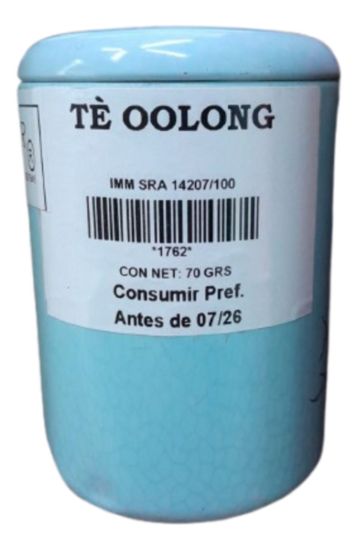 TÈ OOLONG
IMM SRA 14207/100
*1762*
CON NET: 70 GRS
Consumir Pref.
Antes de 07/26